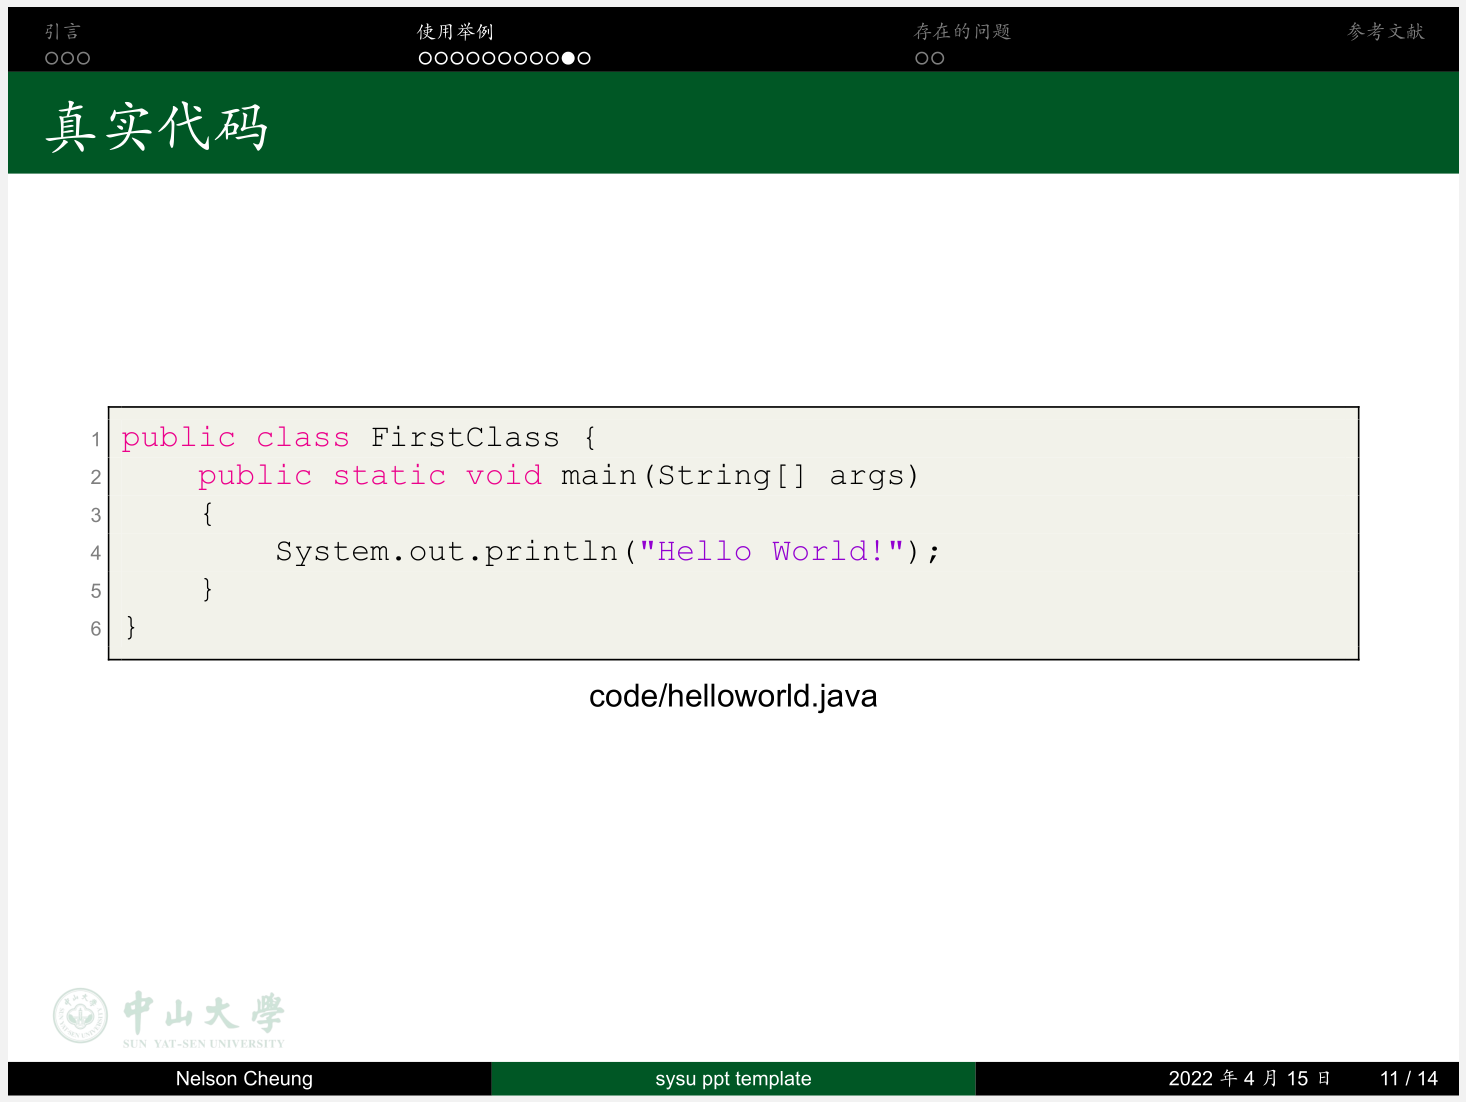 引言 使用举例 存在的问题 参考文献
真实代码
1 public class FirstClass {
2     public static void main(String[] args)
3     {
4         System.out.println("Hello World!");
5     }
6 }
code/helloworld.java
中山大學
SUN YAT-SEN UNIVERSITY
Nelson Cheung sysu ppt template 2022 年 4 月 15 日 11 / 14